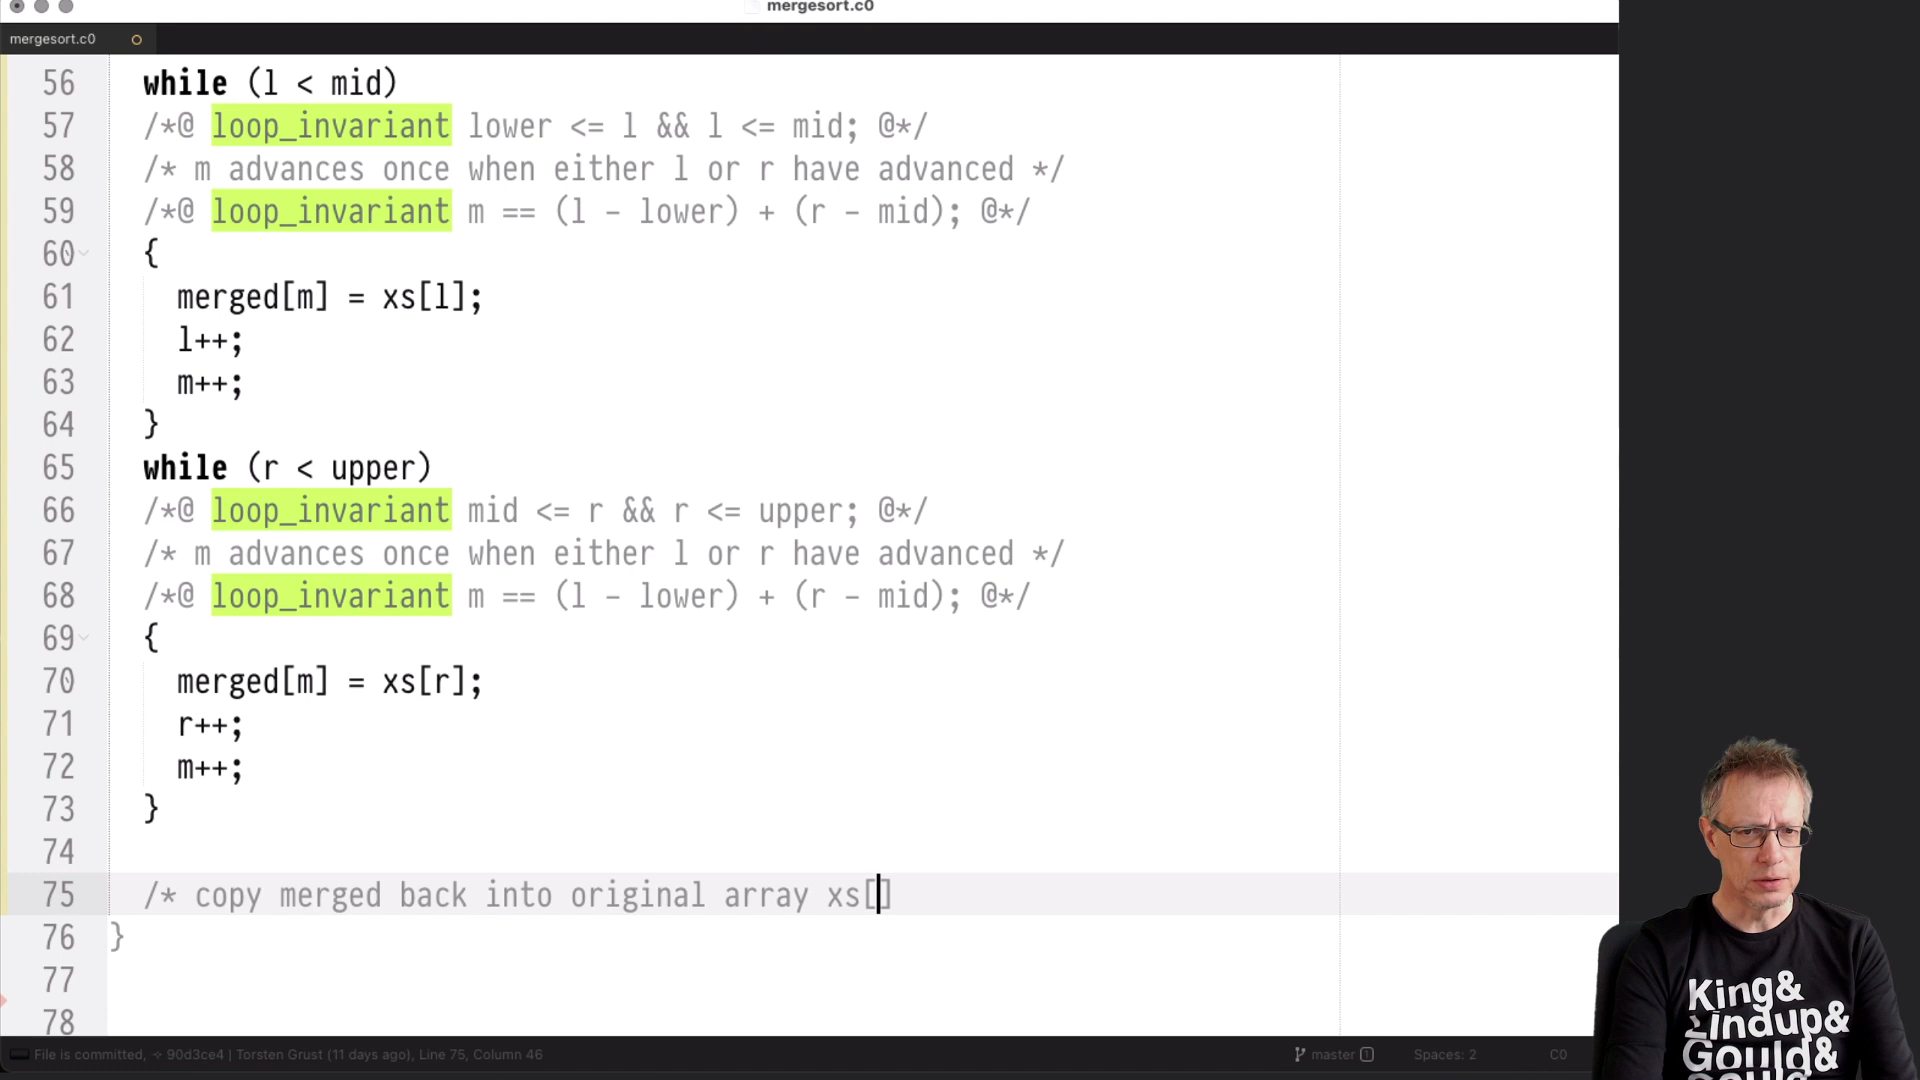 mergesort.c0
mergesort.c0
56 while (l < mid)
57 /*@ loop_invariant lower <= l && l <= mid; @*/
58 /* m advances once when either l or r have advanced */
59 /*@ loop_invariant m == (l - lower) + (r - mid); @*/
60 {
61 merged[m] = xs[l];
62 l++;
63 m++;
64 }
65 while (r < upper)
66 /*@ loop_invariant mid <= r && r <= upper; @*/
67 /* m advances once when either l or r have advanced */
68 /*@ loop_invariant m == (l - lower) + (r - mid); @*/
69 {
70 merged[m] = xs[r];
71 r++;
72 m++;
73 }
74
75 /* copy merged back into original array xs[]
76 }
77
78
King&
Lindup&
Gould&
File is committed, 90d3ce4 | Torsten Grust (11 days ago), Line 75, Column 46
master 1
Spaces: 2
C0